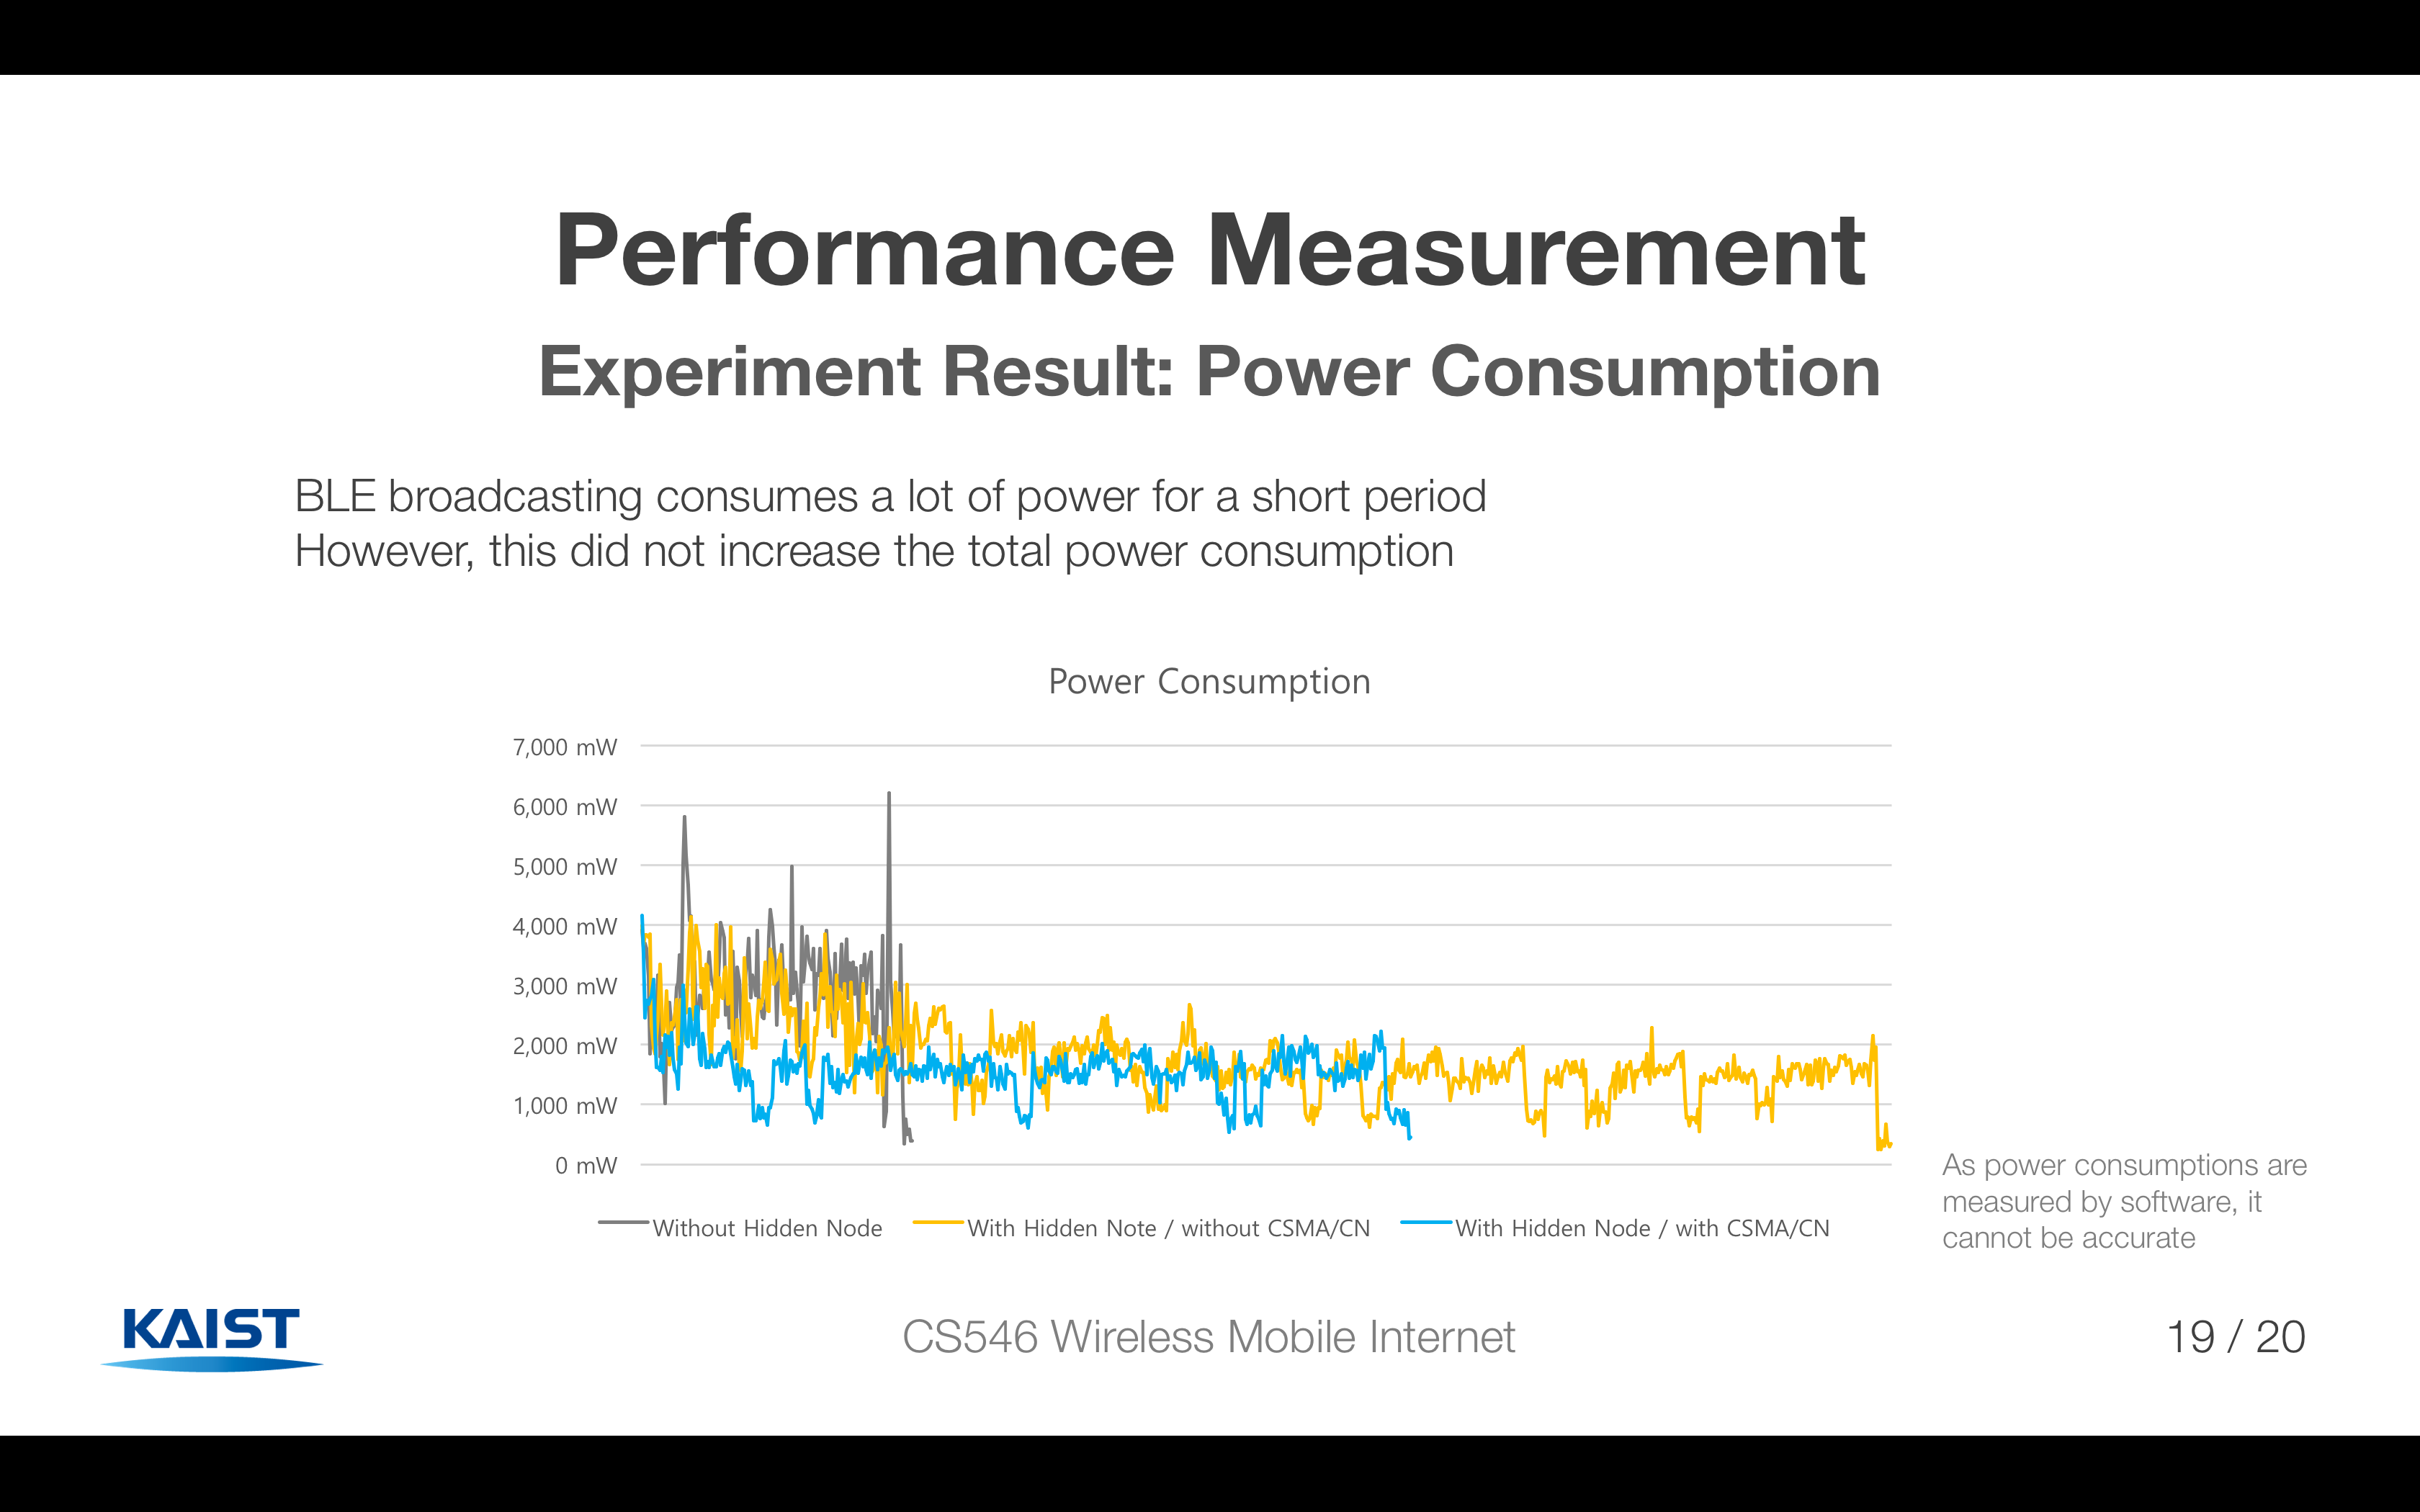 Performance Measurement
Experiment Result: Power Consumption
BLE broadcasting consumes a lot of power for a short period
However, this did not increase the total power consumption
Power Consumption
7,000 mW
6,000 mW
5,000 mW
4,000 mW
3,000 mW
2,000 mW
1,000 mW
0 mW
Without Hidden Node
With Hidden Note / without CSMA/CN
With Hidden Node / with CSMA/CN
As power consumptions are
measured by software, it
cannot be accurate
KAIST
CS546 Wireless Mobile Internet
19 / 20